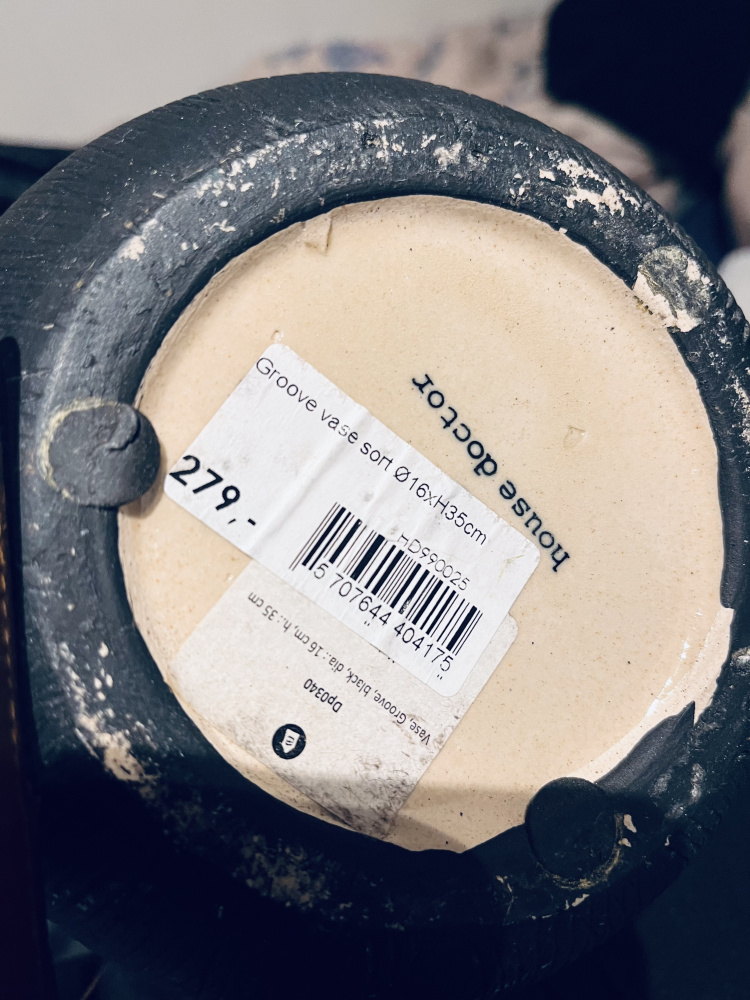 Groove vase sort Ø16xH35cm
279,-
HD990025
5 707644 404175
house doctor
Vase, Groove, black, dia.: 16 cm, h.: 35 cm
Dp0340